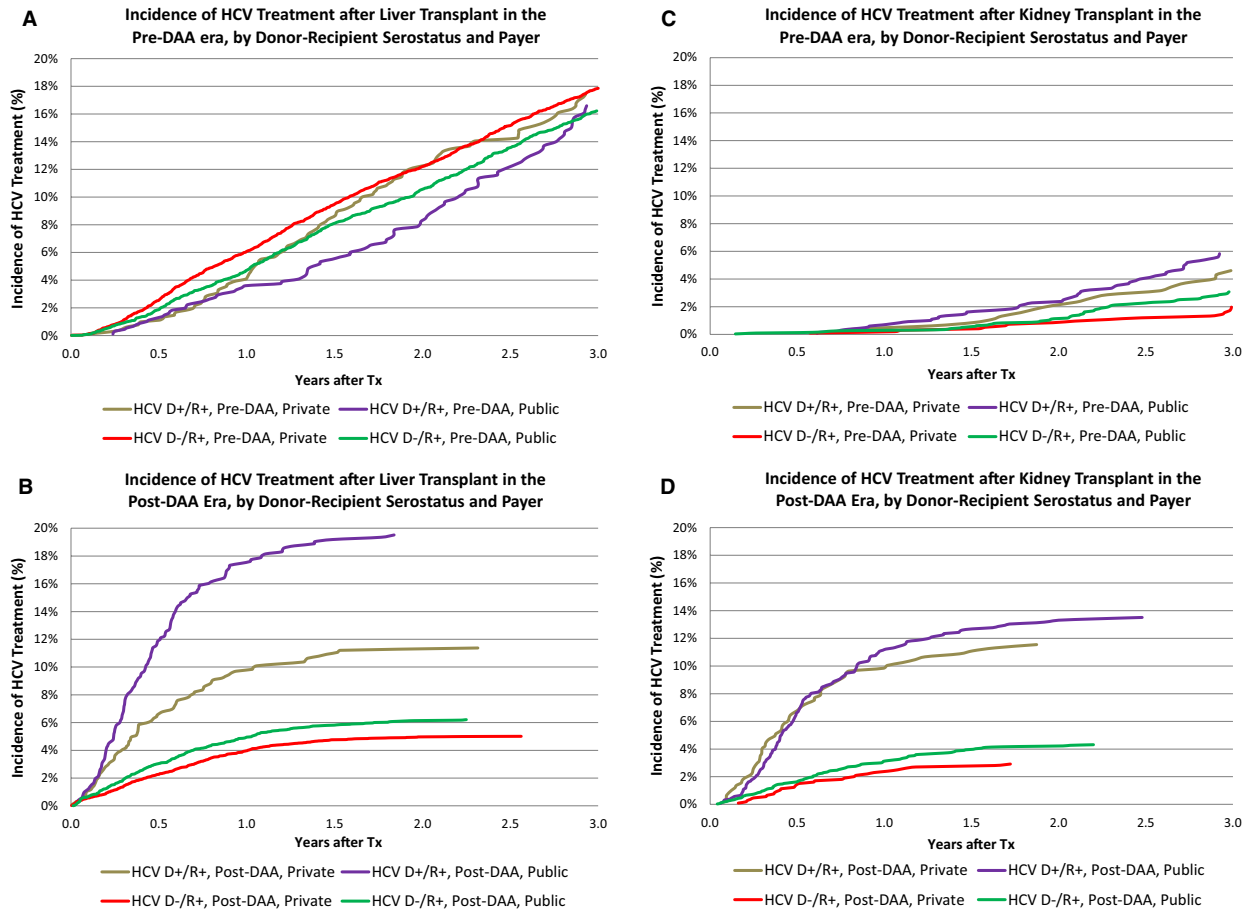 A
Incidence of HCV Treatment after Liver Transplant in the
Pre-DAA era, by Donor-Recipient Serostatus and Payer
Incidence of HCV Treatment (%)
20%
18%
16%
14%
12%
10%
8%
6%
4%
2%
0%
0.0 0.5 1.0 1.5 2.0 2.5 3.0
Years after Tx
HCV D+/R+, Pre-DAA, Private HCV D+/R+, Pre-DAA, Public
HCV D-/R+, Pre-DAA, Private HCV D-/R+, Pre-DAA, Public
B
Incidence of HCV Treatment after Liver Transplant in the
Post-DAA Era, by Donor-Recipient Serostatus and Payer
Incidence of HCV Treatment (%)
20%
18%
16%
14%
12%
10%
8%
6%
4%
2%
0%
0.0 0.5 1.0 1.5 2.0 2.5 3.0
Years after Tx
HCV D+/R+, Post-DAA, Private HCV D+/R+, Post-DAA, Public
HCV D-/R+, Post-DAA, Private HCV D-/R+, Post-DAA, Public
C
Incidence of HCV Treatment after Kidney Transplant in the
Pre-DAA era, by Donor-Recipient Serostatus and Payer
Incidence of HCV Treatment (%)
20%
18%
16%
14%
12%
10%
8%
6%
4%
2%
0%
0.0 0.5 1.0 1.5 2.0 2.5 3.0
Years after Tx
HCV D+/R+, Pre-DAA, Private HCV D+/R+, Pre-DAA, Public
HCV D-/R+, Pre-DAA, Private HCV D-/R+, Pre-DAA, Public
D
Incidence of HCV Treatment after Kidney Transplant in the
Post-DAA Era, by Donor-Recipient Serostatus and Payer
Incidence of HCV Treatment (%)
20%
18%
16%
14%
12%
10%
8%
6%
4%
2%
0%
0.0 0.5 1.0 1.5 2.0 2.5 3.0
Years after Tx
HCV D+/R+, Post-DAA, Private HCV D+/R+, Post-DAA, Public
HCV D-/R+, Post-DAA, Private HCV D-/R+, Post-DAA, Public